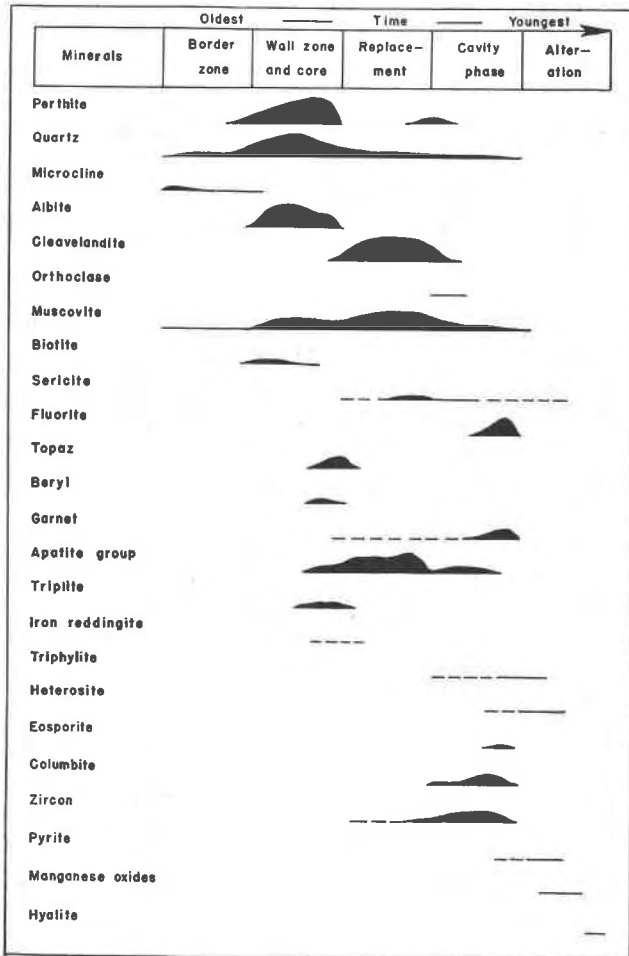 Oldest Time Youngest
Minerals
Border zone
Wall zone and core
Replace-ment
Cavity phase
Alter-ation
Perthite
Quartz
Microcline
Albite
Cleavelandite
Orthoclase
Muscovite
Biotite
Sericite
Fluorite
Topaz
Beryl
Garnet
Apatite group
Triplite
Iron reddingite
Triphylite
Heterosite
Eosporite
Columbite
Zircon
Pyrite
Manganese oxides
Hyalite